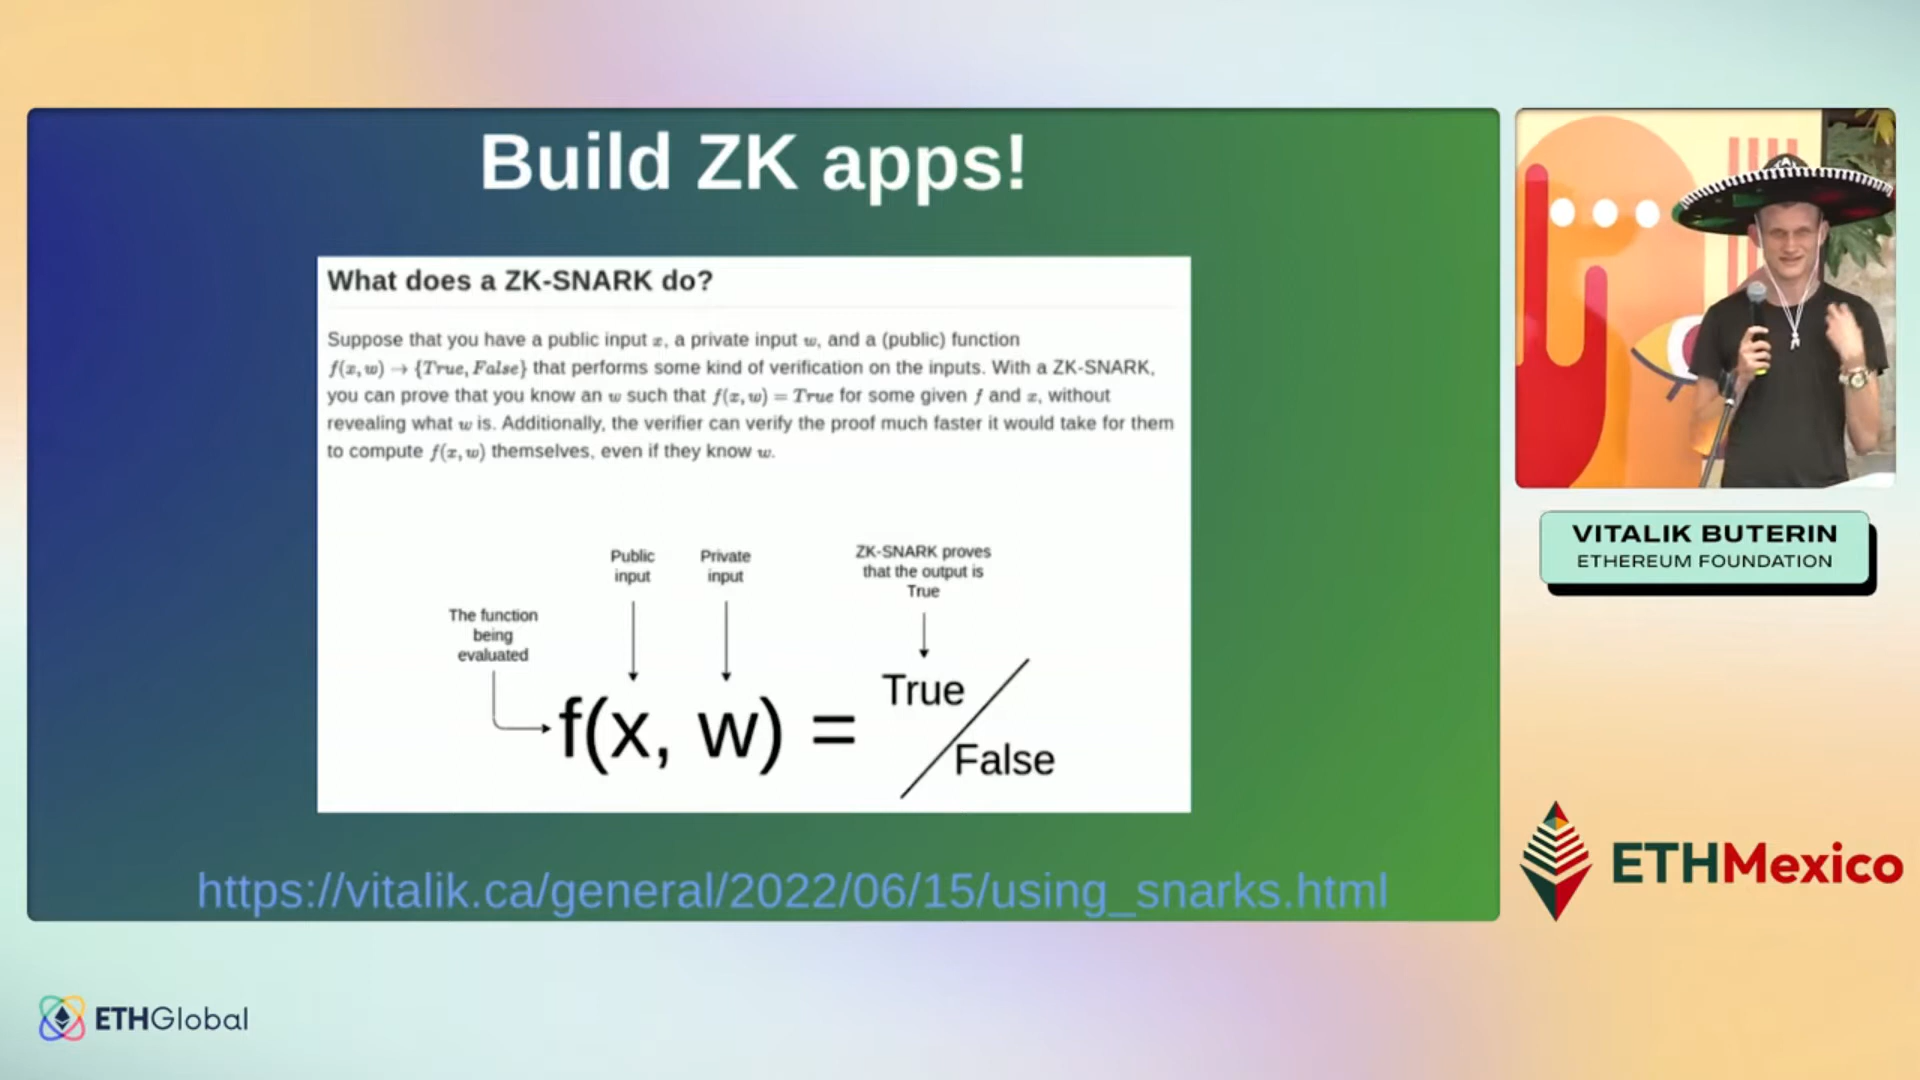 Build ZK apps!
What does a ZK-SNARK do?
Suppose that you have a public input x, a private input w, and a (public) function
f(x, w) → {True, False} that performs some kind of verification on the inputs. With a ZK-SNARK,
you can prove that you know an w such that f(x, w) = True for some given f and x, without
revealing what w is. Additionally, the verifier can verify the proof much faster it would take for them
to compute f(x, w) themselves, even if they know w.
The function
being
evaluated
Public
input
Private
input
ZK-SNARK proves
that the output is
True
f(x, w) =
True
False
https://vitalik.ca/general/2022/06/15/using_snarks.html
VITALIK BUTERIN
ETHEREUM FOUNDATION
ETHMexico
ETHGlobal